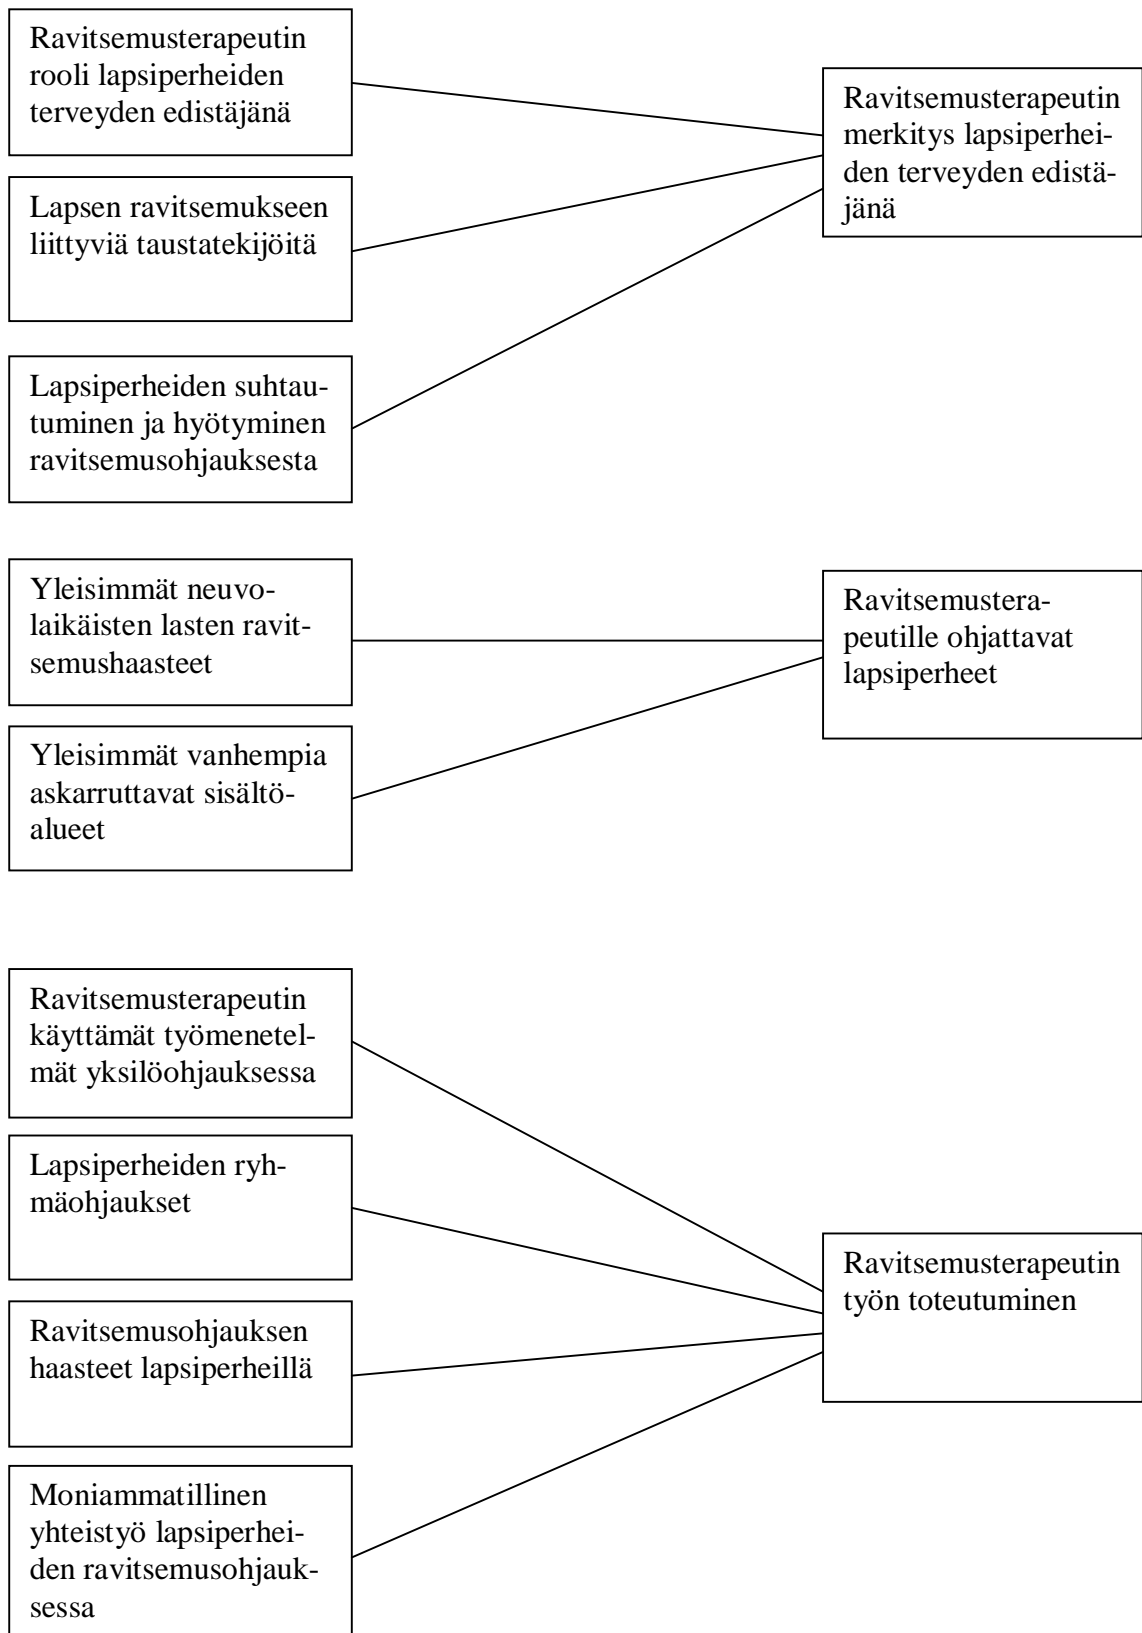 Ravitsemusterapeutin
rooli lapsiperheiden
terveyden edistäjänä
Ravitsemusterapeutin
merkitys lapsiperhei-
den terveyden edistä-
jänä
Lapsen ravitsemukseen
liittyviä taustatekijöitä
Lapsiperheiden suhtau-
tuminen ja hyötyminen
ravitsemusohjauksesta
Yleisimmät neuvo-
laikäisten lasten ravit-
semushaasteet
Ravitsemustera-
peutille ohjattavat
lapsiperheet
Yleisimmät vanhempia
askarruttavat sisältö-
alueet
Ravitsemusterapeutin
käyttämät työmenetel-
mät yksilöohjauksessa
Lapsiperheiden ryh-
mäohjaukset
Ravitsemusterapeutin
työn toteutuminen
Ravitsemusohjauksen
haasteet lapsiperheillä
Moniammatillinen
yhteistyö lapsiperhei-
den ravitsemusohjauk-
sessa